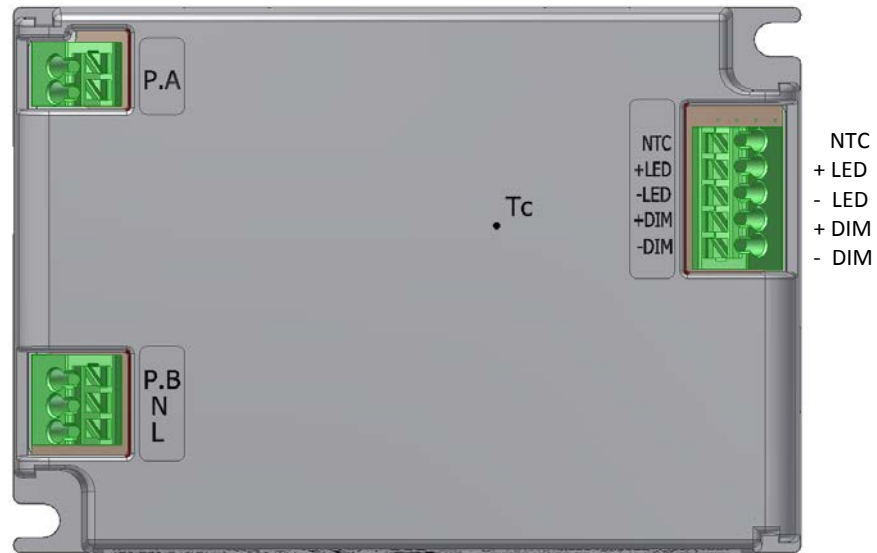 P.A
NTC
+LED
-LED
+DIM
-DIM
NTC
+ LED
- LED
+ DIM
- DIM
Tc
P.B
N
L